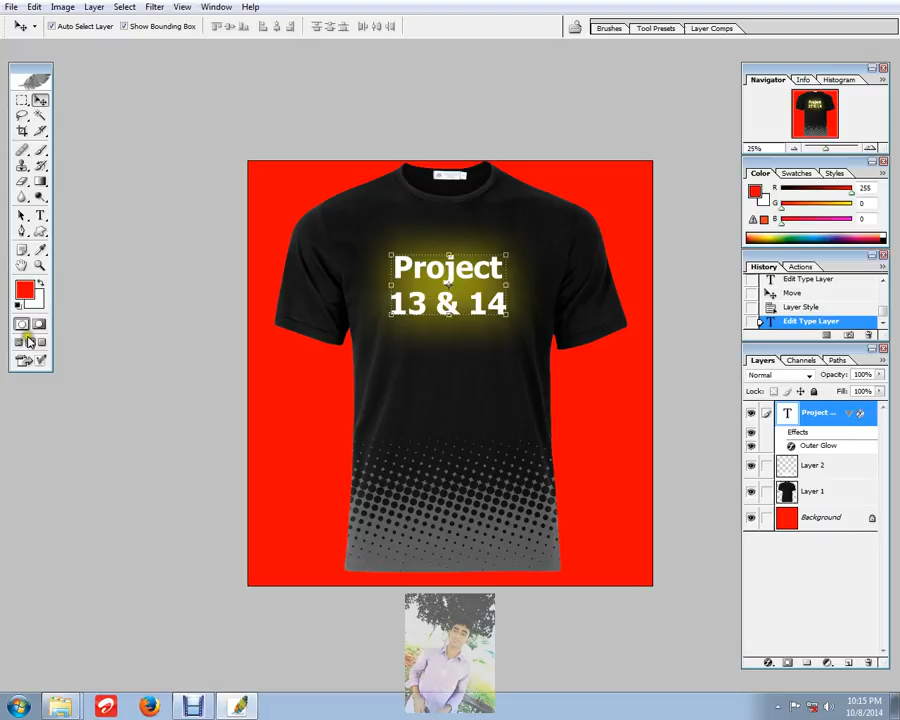 File Edit Image Layer Select Filter View Window Help
Auto Select Layer Show Bounding Box
Brushes Tool Presets Layer Comps
Navigator Info Histogram
25%
Color Swatches Styles
R 255
G 0
B 0
History Actions
Edit Type Layer
Move
Layer Style
T Edit Type Layer
Layers Channels Paths
Normal Opacity: 100%
Lock: Fill: 100%
T Project ...
Effects
Outer Glow
Layer 2
Layer 1
Background
Project
13 & 14
T
10:15 PM
10/8/2014